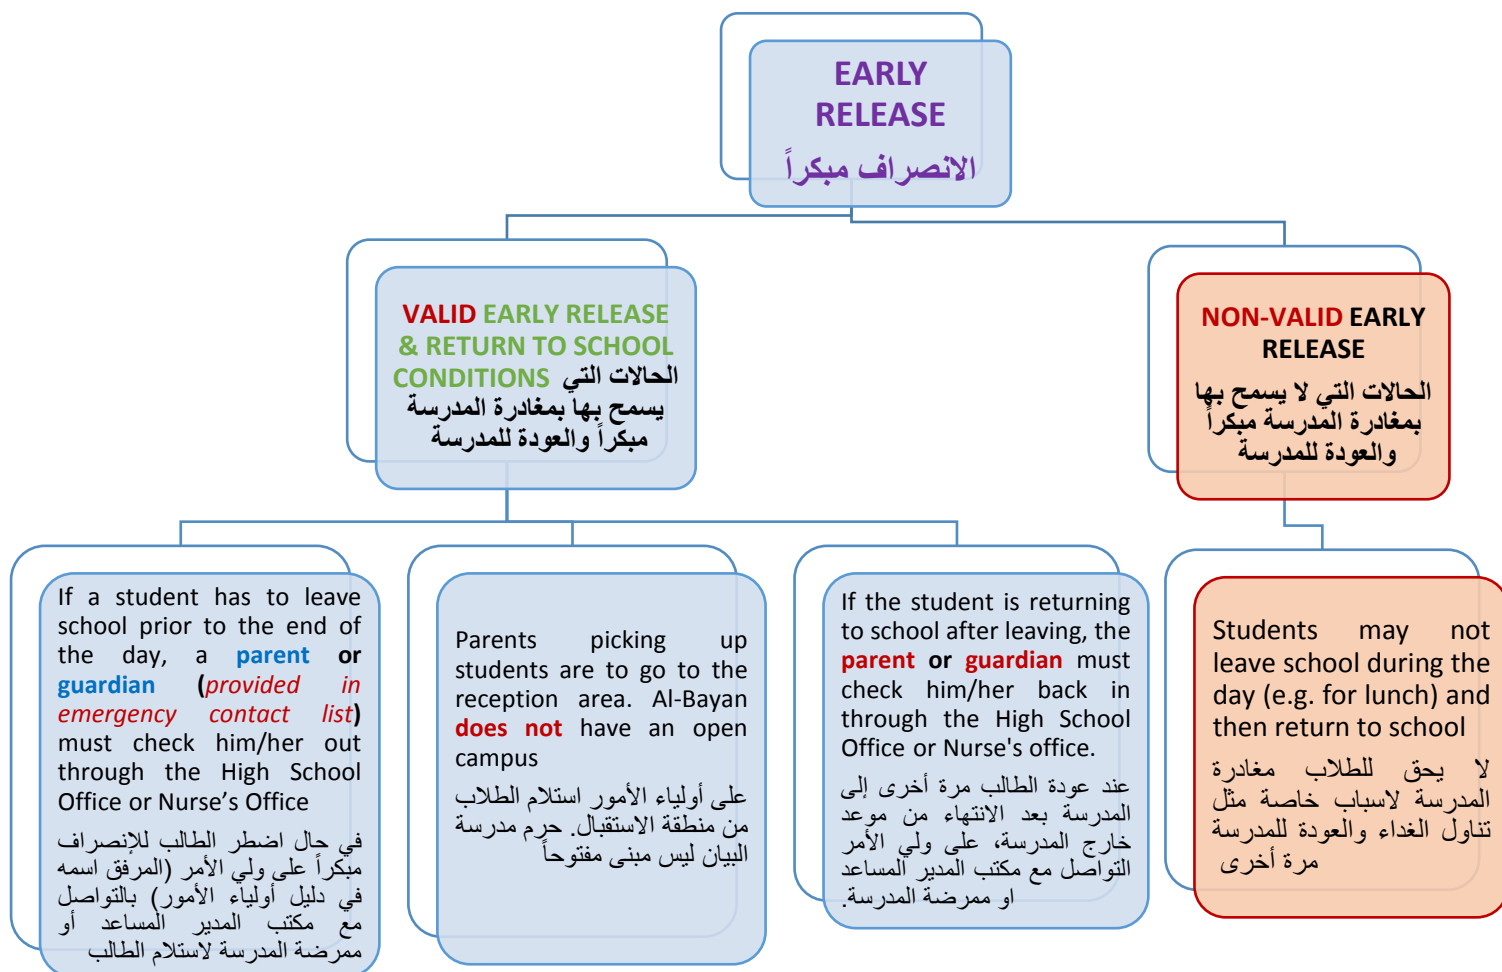 EARLY
RELEASE
الانصراف مبكراً
VALID EARLY RELEASE
& RETURN TO SCHOOL
CONDITIONS الحالات التي
يسمح بها بمغادرة المدرسة
مبكراً والعودة للمدرسة
NON-VALID EARLY
RELEASE
الحالات التي لا يسمح بها
بمغادرة المدرسة مبكراً
والعودة للمدرسة
If a student has to leave
school prior to the end of
the day, a parent or
guardian (provided in
emergency contact list)
must check him/her out
through the High School
Office or Nurse’s Office
في حال اضطر الطالب للإنصراف
مبكراً على ولي الأمر (المرفق اسمه
في دليل أولياء الأمور) بالتواصل
مع مكتب المدير المساعد أو
ممرضة المدرسة لاستلام الطالب
Parents picking up
students are to go to the
reception area. Al-Bayan
does not have an open
campus
على أولياء الأمور استلام الطلاب
من منطقة الاستقبال. حرم مدرسة
البيان ليس مبنى مفتوحاً
If the student is returning
to school after leaving, the
parent or guardian must
check him/her back in
through the High School
Office or Nurse's office.
عند عودة الطالب مرة أخرى إلى
المدرسة بعد الانتهاء من موعد
خارج المدرسة، على ولي الأمر
التواصل مع مكتب المدير المساعد
او ممرضة المدرسة.
Students may not
leave school during the
day (e.g. for lunch) and
then return to school
لا يحق للطلاب مغادرة
المدرسة لاسباب خاصة مثل
تناول الغداء والعودة للمدرسة
مرة أخرى